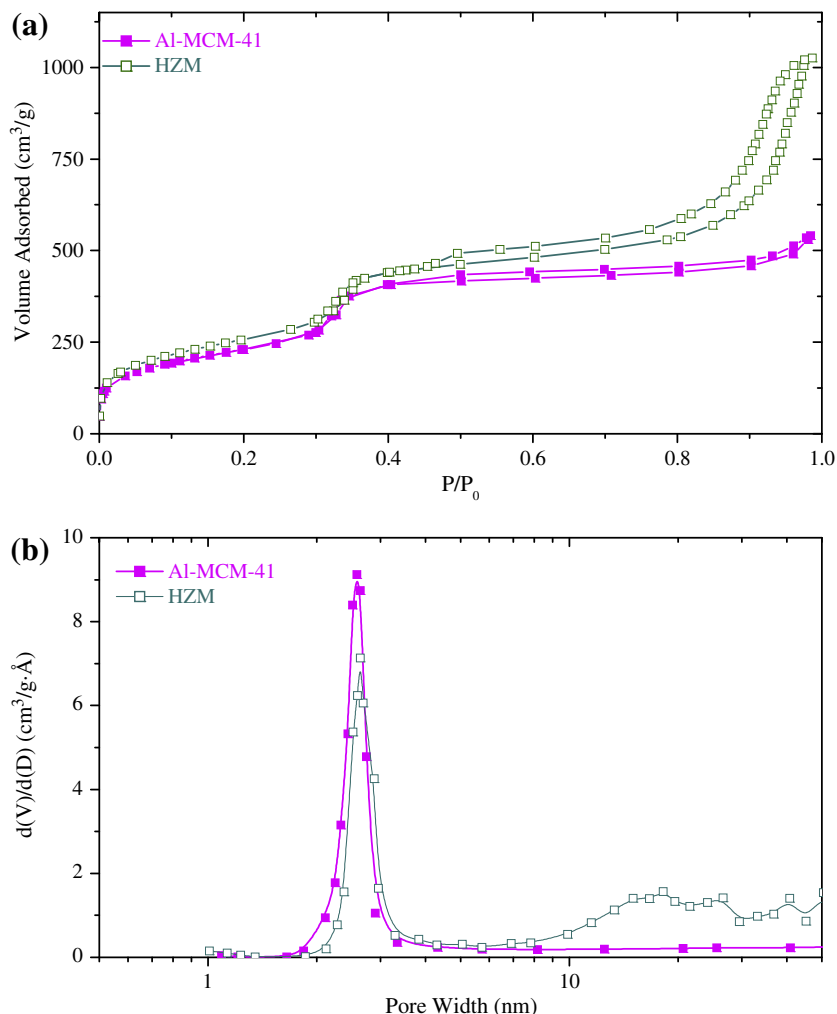 (a)
Al-MCM-41
HZM
1000
750
500
250
0
Volume Adsorbed (cm³/g)
0.0 0.2 0.4 0.6 0.8 1.0
P/P₀
(b)
Al-MCM-41
HZM
10
8
6
4
2
0
d(V)/d(D) (cm³/g·Å)
1 10
Pore Width (nm)